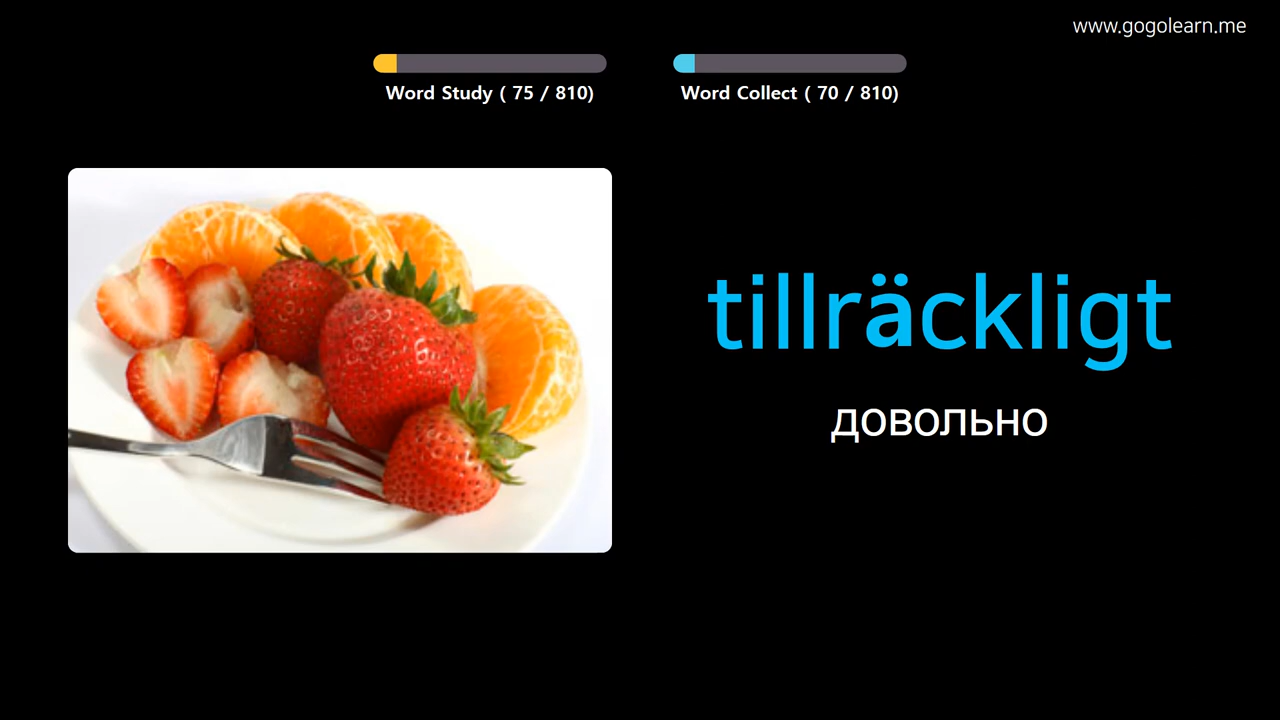 www.gogolearn.me
Word Study ( 75 / 810)
Word Collect ( 70 / 810)
tillräckligt
довольно